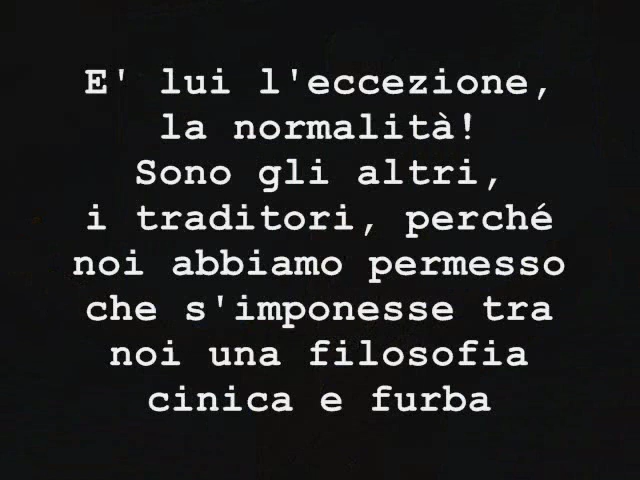 E' lui l'eccezione,
la normalità!
Sono gli altri,
i traditori, perché
noi abbiamo permesso
che s'imponesse tra
noi una filosofia
cinica e furba